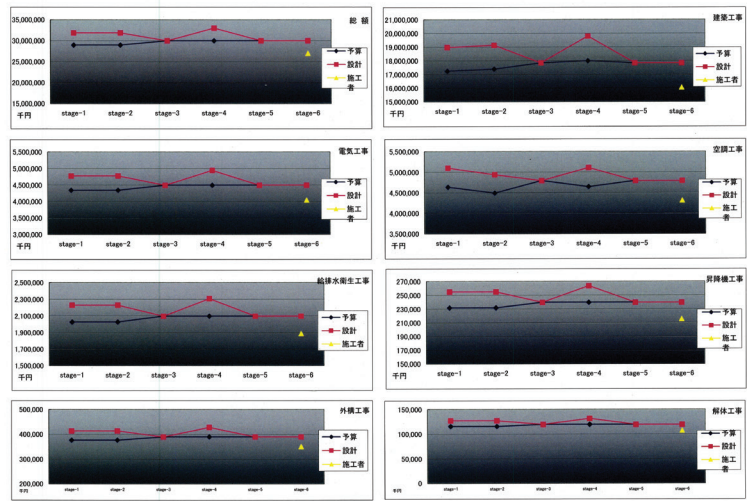 総 額
35,000,000
30,000,000
25,000,000
20,000,000
15,000,000
千円
stage-1 stage-2 stage-3 stage-4 stage-5 stage-6
予算
設計
施工
者
建築工事
21,000,000
20,000,000
19,000,000
18,000,000
17,000,000
16,000,000
15,000,000
千円
stage-1 stage-2 stage-3 stage-4 stage-5 stage-6
予算
設計
施工
者
電気工事
5,500,000
5,000,000
4,500,000
4,000,000
3,500,000
3,000,000
千円
stage-1 stage-2 stage-3 stage-4 stage-5 stage-6
予算
設計
施工
者
空調工事
5,500,000
5,000,000
4,500,000
4,000,000
3,500,000
千円
stage-1 stage-2 stage-3 stage-4 stage-5 stage-6
予算
設計
施工
者
給排水衛生工事
2,500,000
2,300,000
2,100,000
1,900,000
1,700,000
1,500,000
千円
stage-1 stage-2 stage-3 stage-4 stage-5 stage-6
予算
設計
施工
者
昇降機工事
270,000
250,000
230,000
210,000
190,000
170,000
150,000
千円
stage-1 stage-2 stage-3 stage-4 stage-5 stage-6
予算
設計
施工
者
外構工事
500,000
400,000
300,000
200,000
千円
stage-1 stage-2 stage-3 stage-4 stage-5 stage-6
予算
設計
施工
者
解体工事
150,000
100,000
50,000
0
千円
stage-1 stage-2 stage-3 stage-4 stage-5 stage-6
予算
設計
施工
者